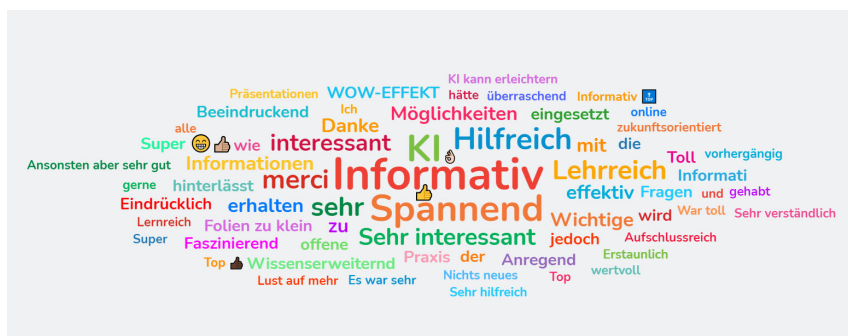 KI kann erleichtern
Präsentationen WOW-EFFEKT hätte überraschend Informativ 🔝
Beeindruckend Ich Möglichkeiten eingesetzt online
alle Danke zukunftsorientiert
Super 😁👍🏽 wie interessant KI 👌🏻 Hilfreich mit die
Ansonsten aber sehr gut Informationen Lehrreich Toll vorhergängig
gerne hinterlässt merci Informativ Informati
👍 effektiv Fragen und gehabt
Eindrücklich erhalten sehr Spannend Wichtige wird War toll Sehr verständlich
Lernreich Folien zu klein zu
Super Faszinierend offene Sehr interessant jedoch Aufschlussreich
Top 👍🏿 Wissenserweiternd Praxis der Anregend Erstaunlich
Lust auf mehr Es war sehr Nichts neues Top wertvoll
Sehr hilfreich